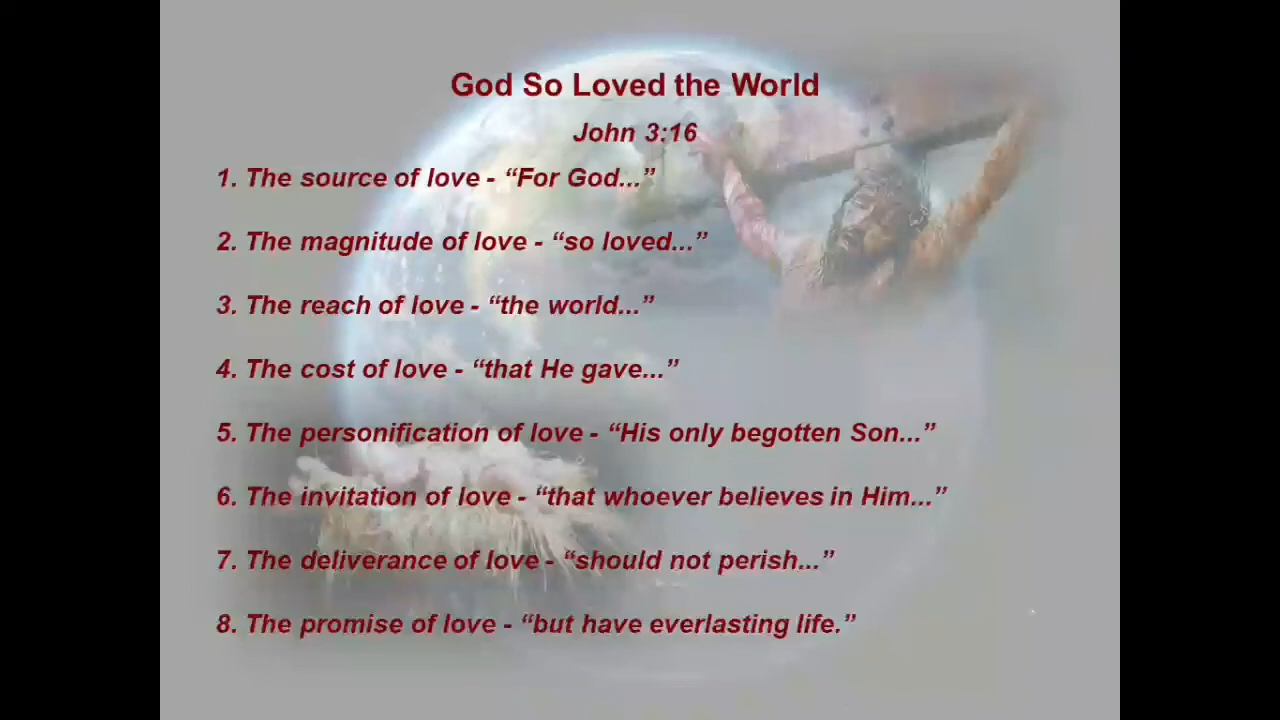 God So Loved the World
John 3:16
1. The source of love - “For God...”
2. The magnitude of love - “so loved...”
3. The reach of love - “the world...”
4. The cost of love - “that He gave...”
5. The personification of love - “His only begotten Son...”
6. The invitation of love - “that whoever believes in Him...”
7. The deliverance of love - “should not perish...”
8. The promise of love - “but have everlasting life.”